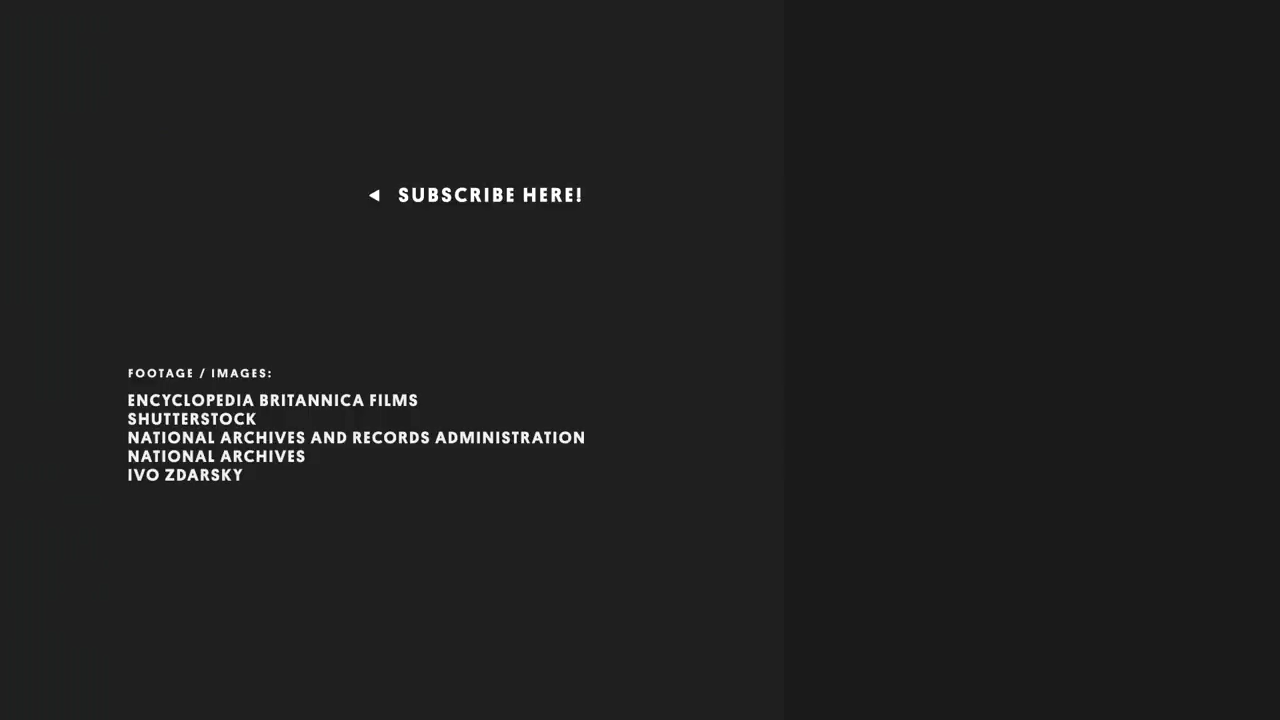 SUBSCRIBE HERE!
FOOTAGE / IMAGES:
ENCYCLOPEDIA BRITANNICA FILMS
SHUTTERSTOCK
NATIONAL ARCHIVES AND RECORDS ADMINISTRATION
NATIONAL ARCHIVES
IVO ZDARSKY